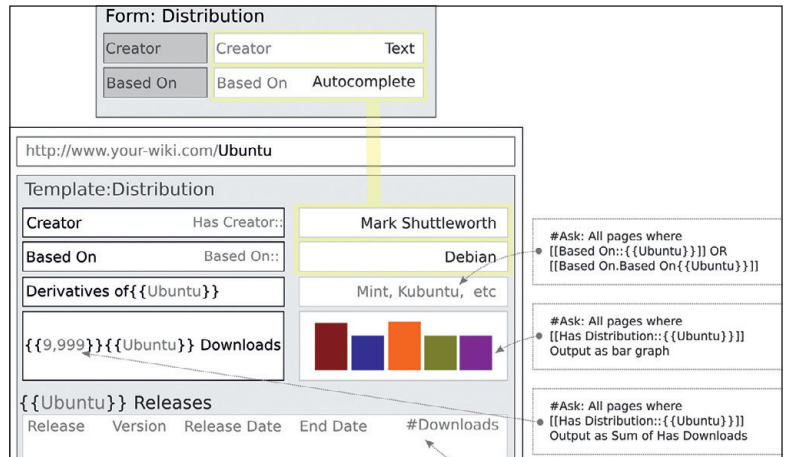 Form: Distribution
Creator Creator Text
Based On Based On Autocomplete
http://www.your-wiki.com/Ubuntu
Template:Distribution
Creator Has Creator:: Mark Shuttleworth
Based On Based On:: Debian
Derivatives of{{Ubuntu}} Mint, Kubuntu, etc
{{9,999}}{{Ubuntu}} Downloads
{{Ubuntu}} Releases
Release Version Release Date End Date #Downloads
#Ask: All pages where
[[Based On::{{Ubuntu}}]] OR
[[Based On.Based On{{Ubuntu}}]]
#Ask: All pages where
[[Has Distribution::{{Ubuntu}}]]
Output as bar graph
#Ask: All pages where
[[Has Distribution::{{Ubuntu}}]]
Output as Sum of Has Downloads